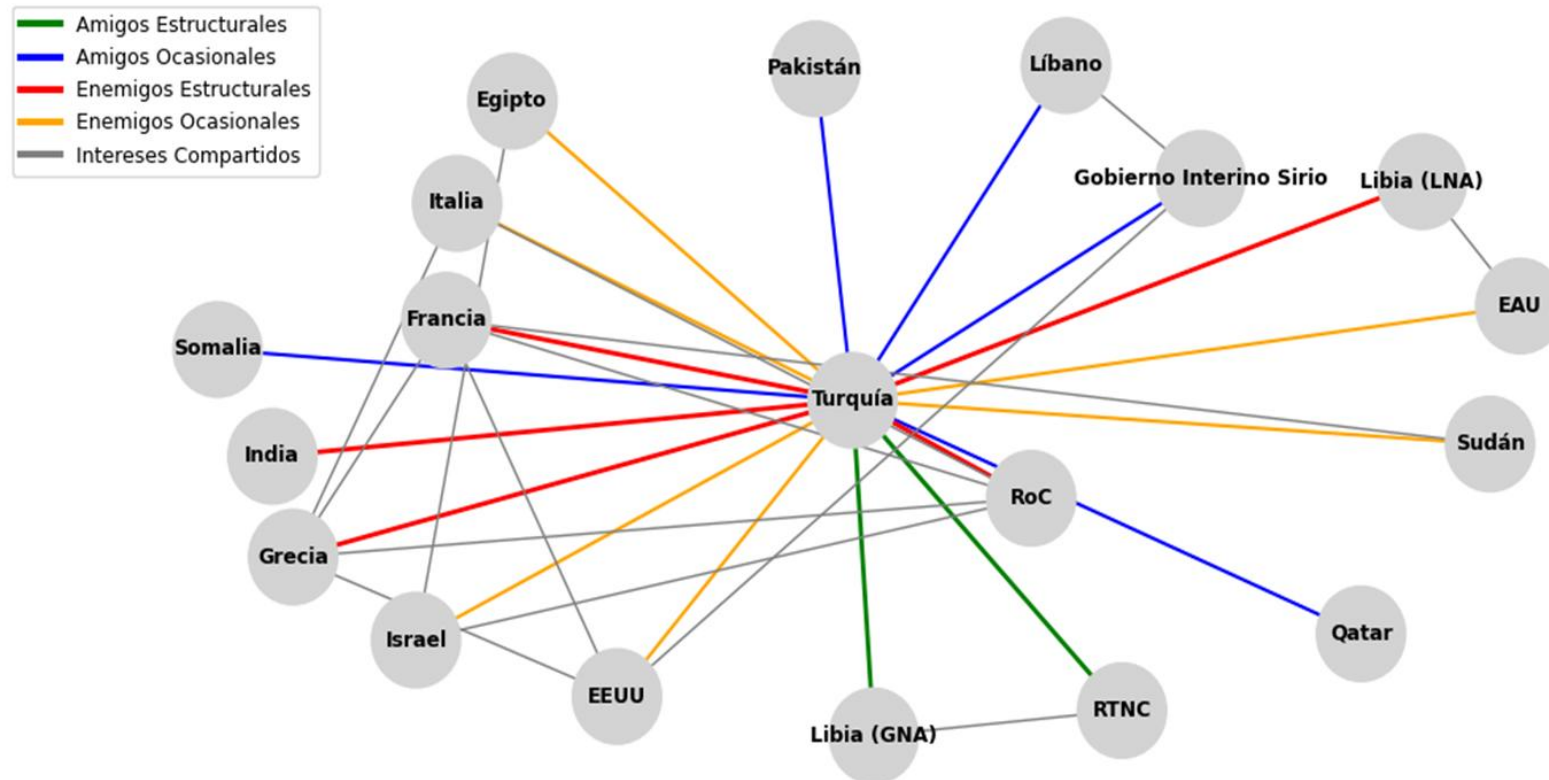 Amigos Estructurales
Amigos Ocasionales
Enemigos Estructurales
Enemigos Ocasionales
Intereses Compartidos
Egipto
Pakistán
Líbano
Italia
Gobierno Interino Sirio
Libia (LNA)
Francia
EAU
Somalia
Turquía
India
Sudán
RoC
Grecia
Israel
Qatar
EEUU
RTNC
Libia (GNA)